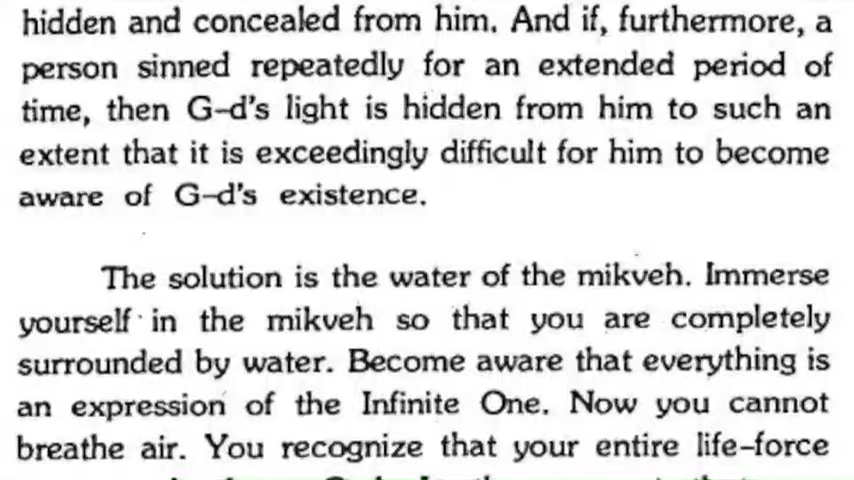 hidden and concealed from him. And if, furthermore, a
person sinned repeatedly for an extended period of
time, then G-d's light is hidden from him to such an
extent that it is exceedingly difficult for him to become
aware of G-d's existence.
The solution is the water of the mikveh. Immerse
yourself in the mikveh so that you are completely
surrounded by water. Become aware that everything is
an expression of the Infinite One. Now you cannot
breathe air. You recognize that your entire life-force